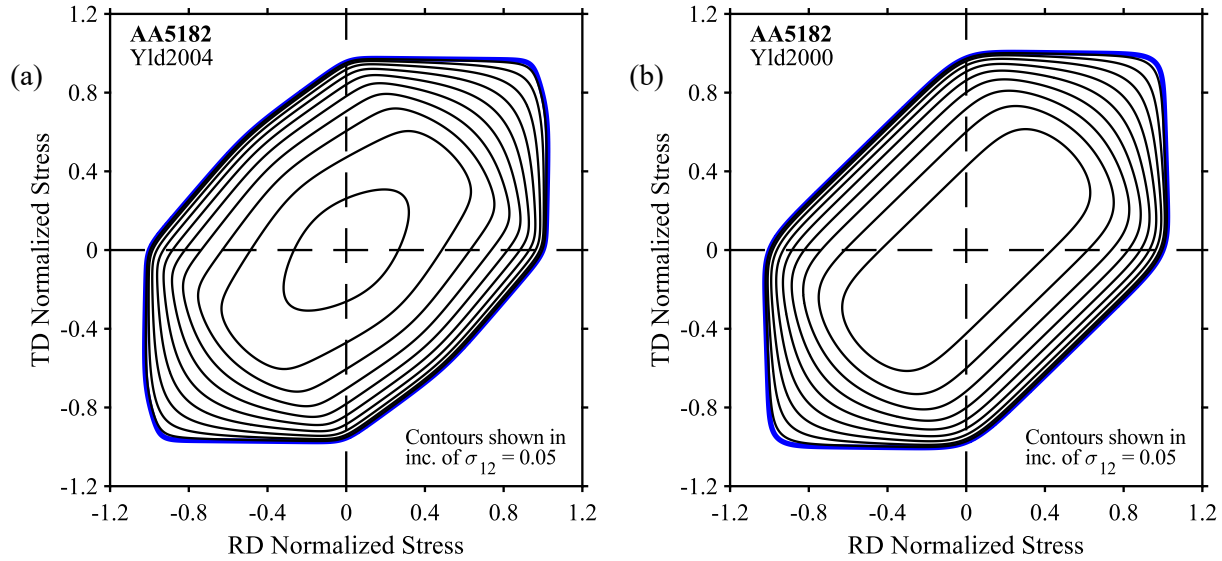 (a)
AA5182
Yld2004
1.2
0.8
0.4
0
-0.4
-0.8
-1.2
TD Normalized Stress
Contours shown in
inc. of σ12 = 0.05
-1.2 -0.8 -0.4 0 0.4 0.8 1.2
RD Normalized Stress
(b)
AA5182
Yld2000
1.2
0.8
0.4
0
-0.4
-0.8
-1.2
TD Normalized Stress
Contours shown in
inc. of σ12 = 0.05
-1.2 -0.8 -0.4 0 0.4 0.8 1.2
RD Normalized Stress